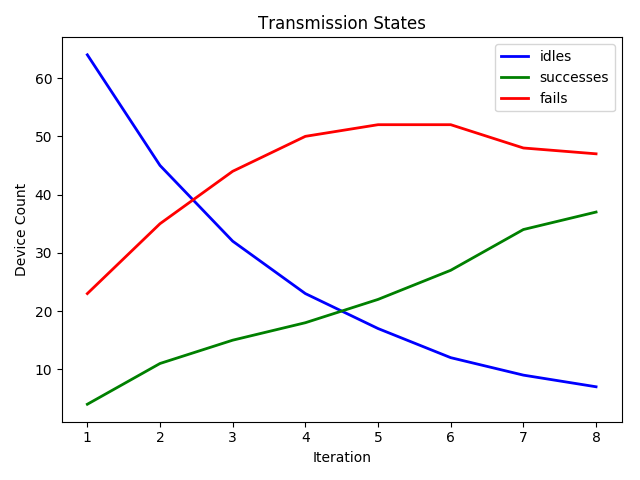 Transmission States
idles
successes
fails
Device Count
60
50
40
30
20
10
1 2 3 4 5 6 7 8
Iteration